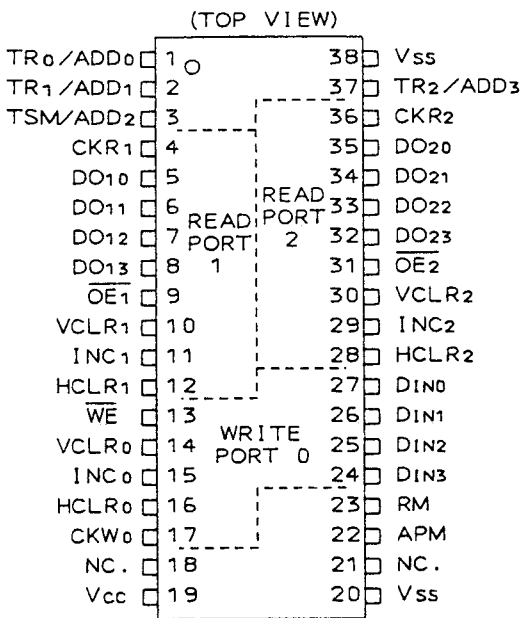 (TOP VIEW)
TR0/ADD0 1 38 Vss
TR1/ADD1 2 37 TR2/ADD3
T̅S̅M̅/ADD2 3 36 CKR2
CKR1 4 35 DO20
DO10 5 34 DO21
DO11 6 33 DO22
DO12 7 32 DO23
DO13 8 31 O̅E̅2̅
O̅E̅1̅ 9 30 VCLR2
VCLR1 10 29 INC2
INC1 11 28 HCLR2
HCLR1 12 27 DIN0
W̅E̅ 13 26 DIN1
VCLR0 14 25 DIN2
INC0 15 24 DIN3
HCLR0 16 23 RM
CKW0 17 22 APM
NC. 18 21 NC.
Vcc 19 20 Vss
READ
PORT
1
READ
PORT
2
WRITE
PORT 0